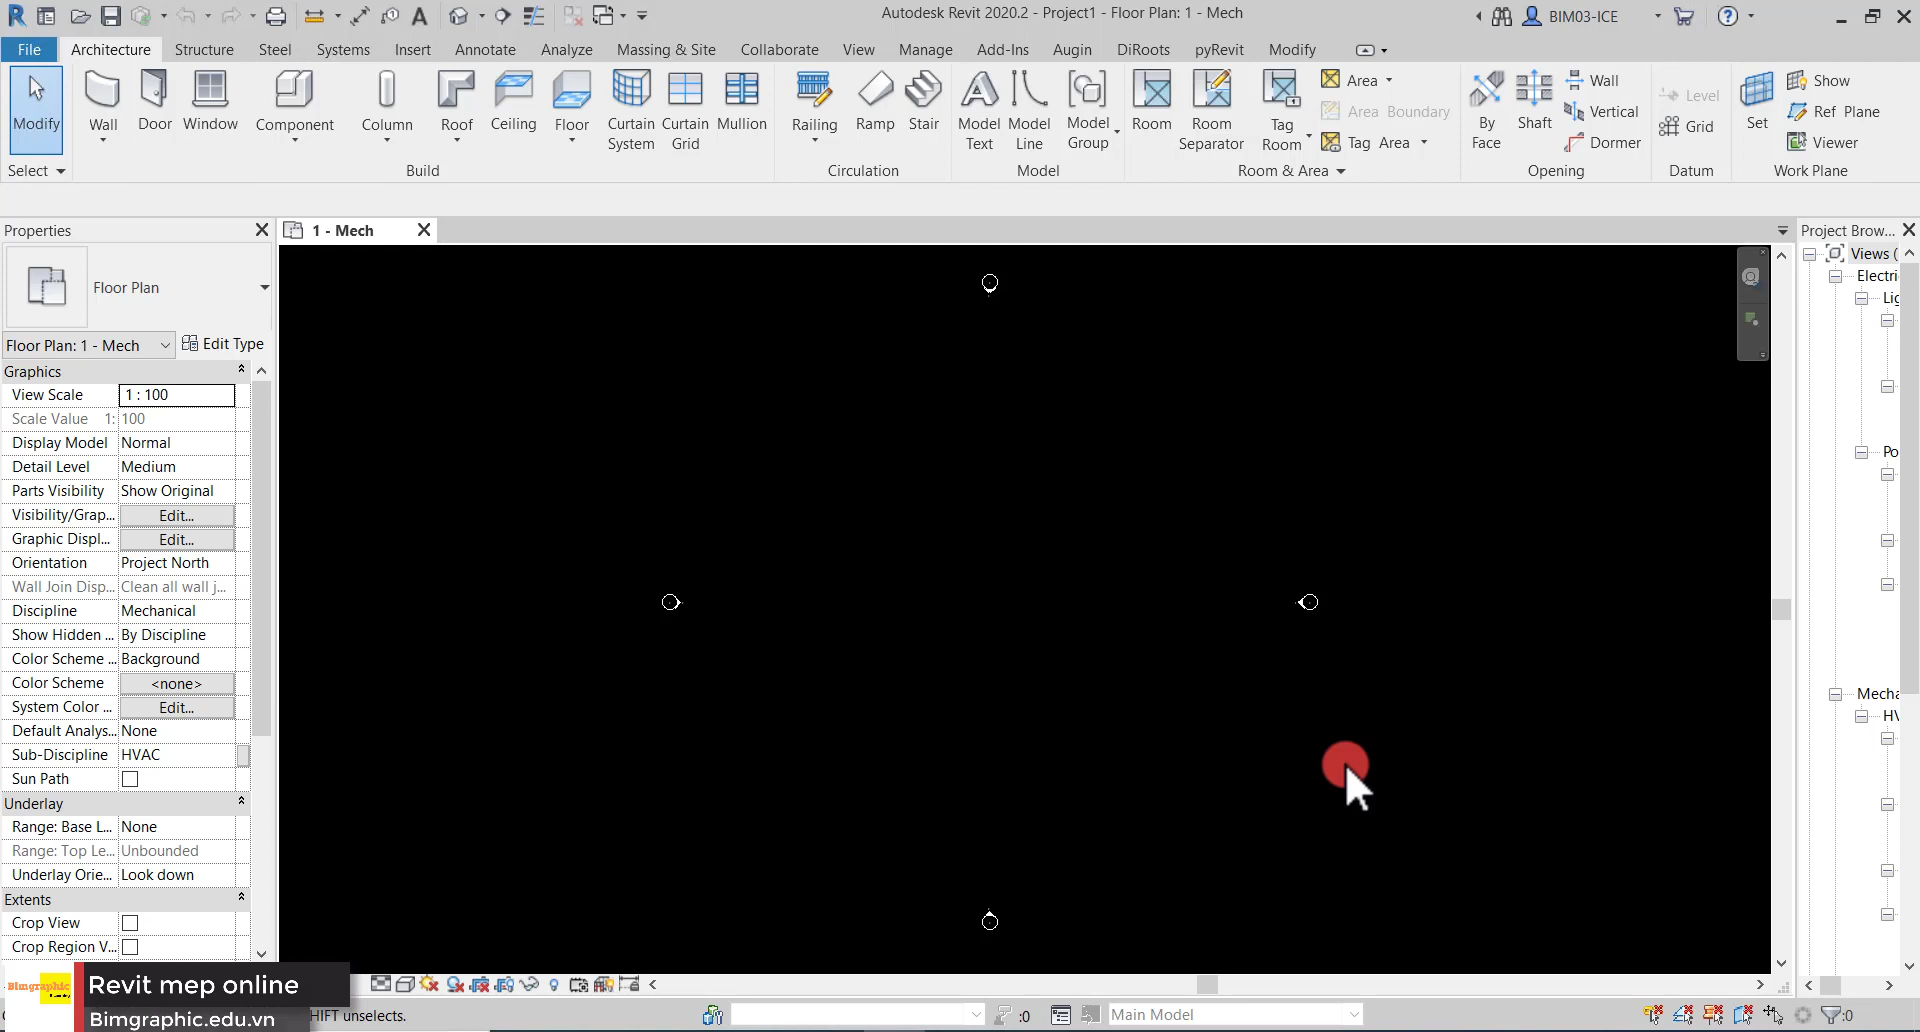 Autodesk Revit 2020.2 - Project1 - Floor Plan: 1 - Mech
BIM03-ICE
File Architecture Structure Steel Systems Insert Annotate Analyze Massing & Site Collaborate View Manage Add-Ins Augin DiRoots pyRevit Modify
Modify
Wall
Door
Window
Component
Column
Roof
Ceiling
Floor
Curtain System
Curtain Grid
Mullion
Railing
Ramp
Stair
Model Text
Model Line
Model Group
Room
Room Separator
Tag Room
Area
Area Boundary
Tag Area
By Face
Shaft
Wall
Vertical
Dormer
Level
Grid
Set
Show
Ref Plane
Viewer
Select
Build
Circulation
Model
Room & Area
Opening
Datum
Work Plane
Properties
1 - Mech
Project Brow...
Floor Plan
Floor Plan: 1 - Mech
Edit Type
Graphics
View Scale 1 : 100
Scale Value 1: 100
Display Model Normal
Detail Level Medium
Parts Visibility Show Original
Visibility/Grap... Edit...
Graphic Displ... Edit...
Orientation Project North
Wall Join Disp... Clean all wall j...
Discipline Mechanical
Show Hidden ... By Discipline
Color Scheme ... Background
Color Scheme <none>
System Color ... Edit...
Default Analys... None
Sub-Discipline HVAC
Sun Path
Underlay
Range: Base L... None
Range: Top Le... Unbounded
Underlay Orie... Look down
Extents
Crop View
Crop Region V...
Views (
Electri
Lig
Po
Mecha
HV
Bimgraphic
Revit mep online
Bimgraphic.edu.vn
HIFT unselects.
:0
Main Model
:0